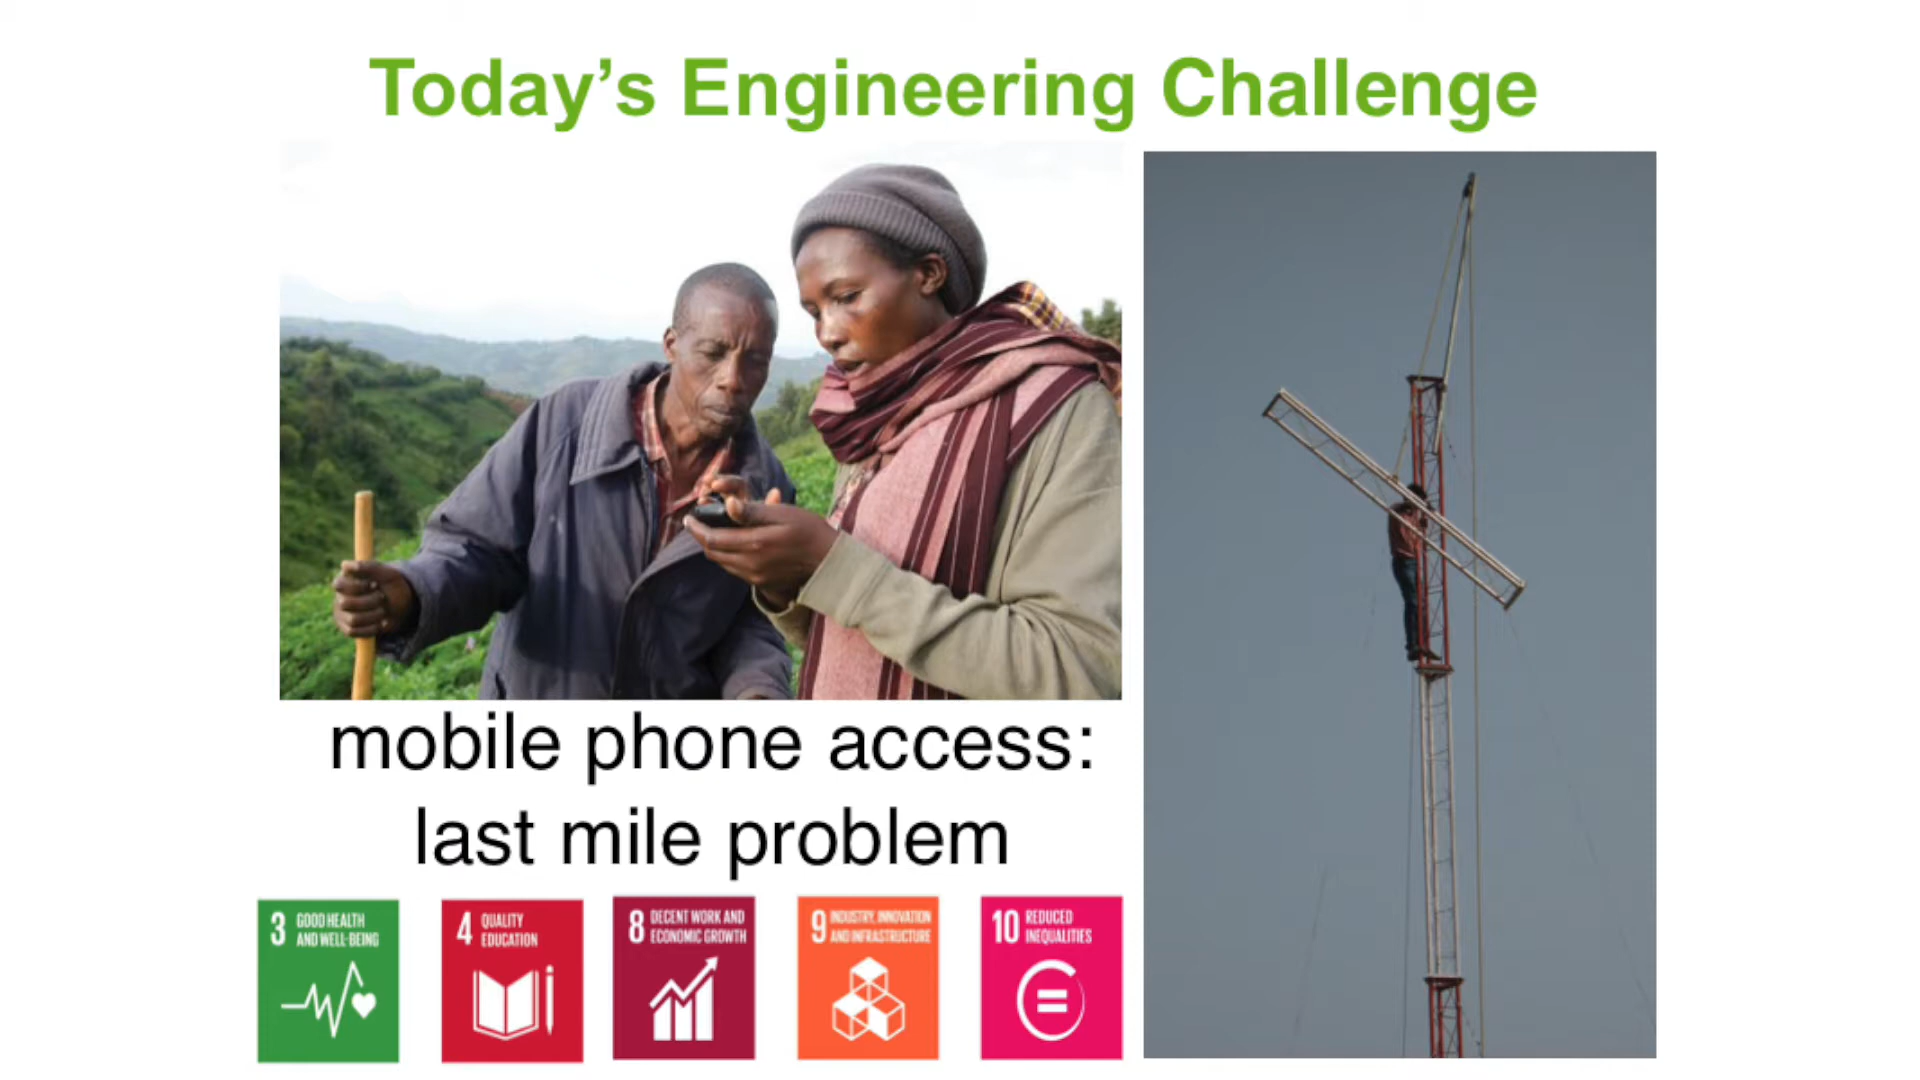 Today’s Engineering Challenge
mobile phone access:
last mile problem
3 GOOD HEALTH
AND WELL-BEING
4 QUALITY
EDUCATION
8 DECENT WORK AND
ECONOMIC GROWTH
9 INDUSTRY, INNOVATION
AND INFRASTRUCTURE
10 REDUCED
INEQUALITIES